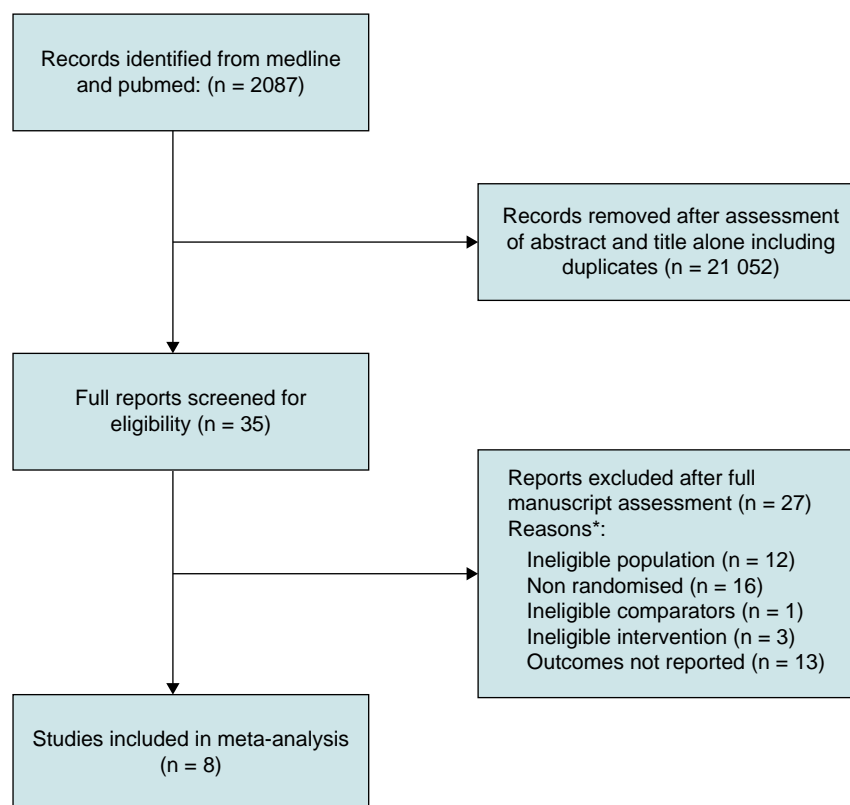 Records identified from medline
and pubmed: (n = 2087)
Records removed after assessment
of abstract and title alone including
duplicates (n = 21 052)
Full reports screened for
eligibility (n = 35)
Reports excluded after full
manuscript assessment (n = 27)
Reasons*:
Ineligible population (n = 12)
Non randomised (n = 16)
Ineligible comparators (n = 1)
Ineligible intervention (n = 3)
Outcomes not reported (n = 13)
Studies included in meta-analysis
(n = 8)